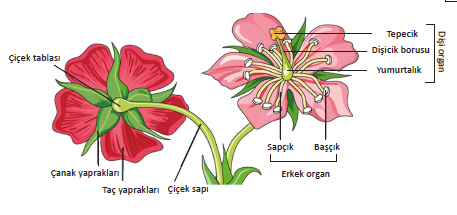 Tepecik
Dişicik borusu
Yumurtalık
Dişi organ
Çiçek tablası
Sapçık
Başçık
Erkek organ
Çanak yaprakları
Taç yaprakları
Çiçek sapı